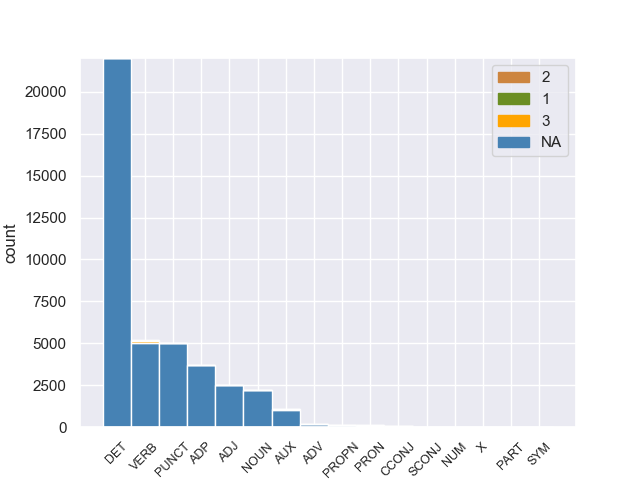 20000
17500
15000
12500
10000
7500
5000
2500
0
count
2
1
3
NA
DET
VERB
PUNCT
ADP
ADJ
NOUN
AUX
ADV
PROPN
PRON
CCONJ
SCONJ
NUM
X
PART
SYM